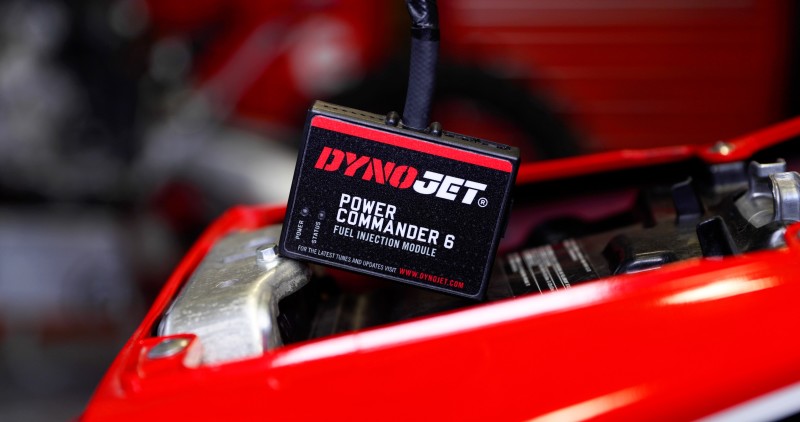 DYNOJET®
POWER
COMMANDER 6
FUEL INJECTION MODULE
POWER
STATUS
FOR THE LATEST TUNES AND UPDATES VISIT WWW.DYNOJET.COM